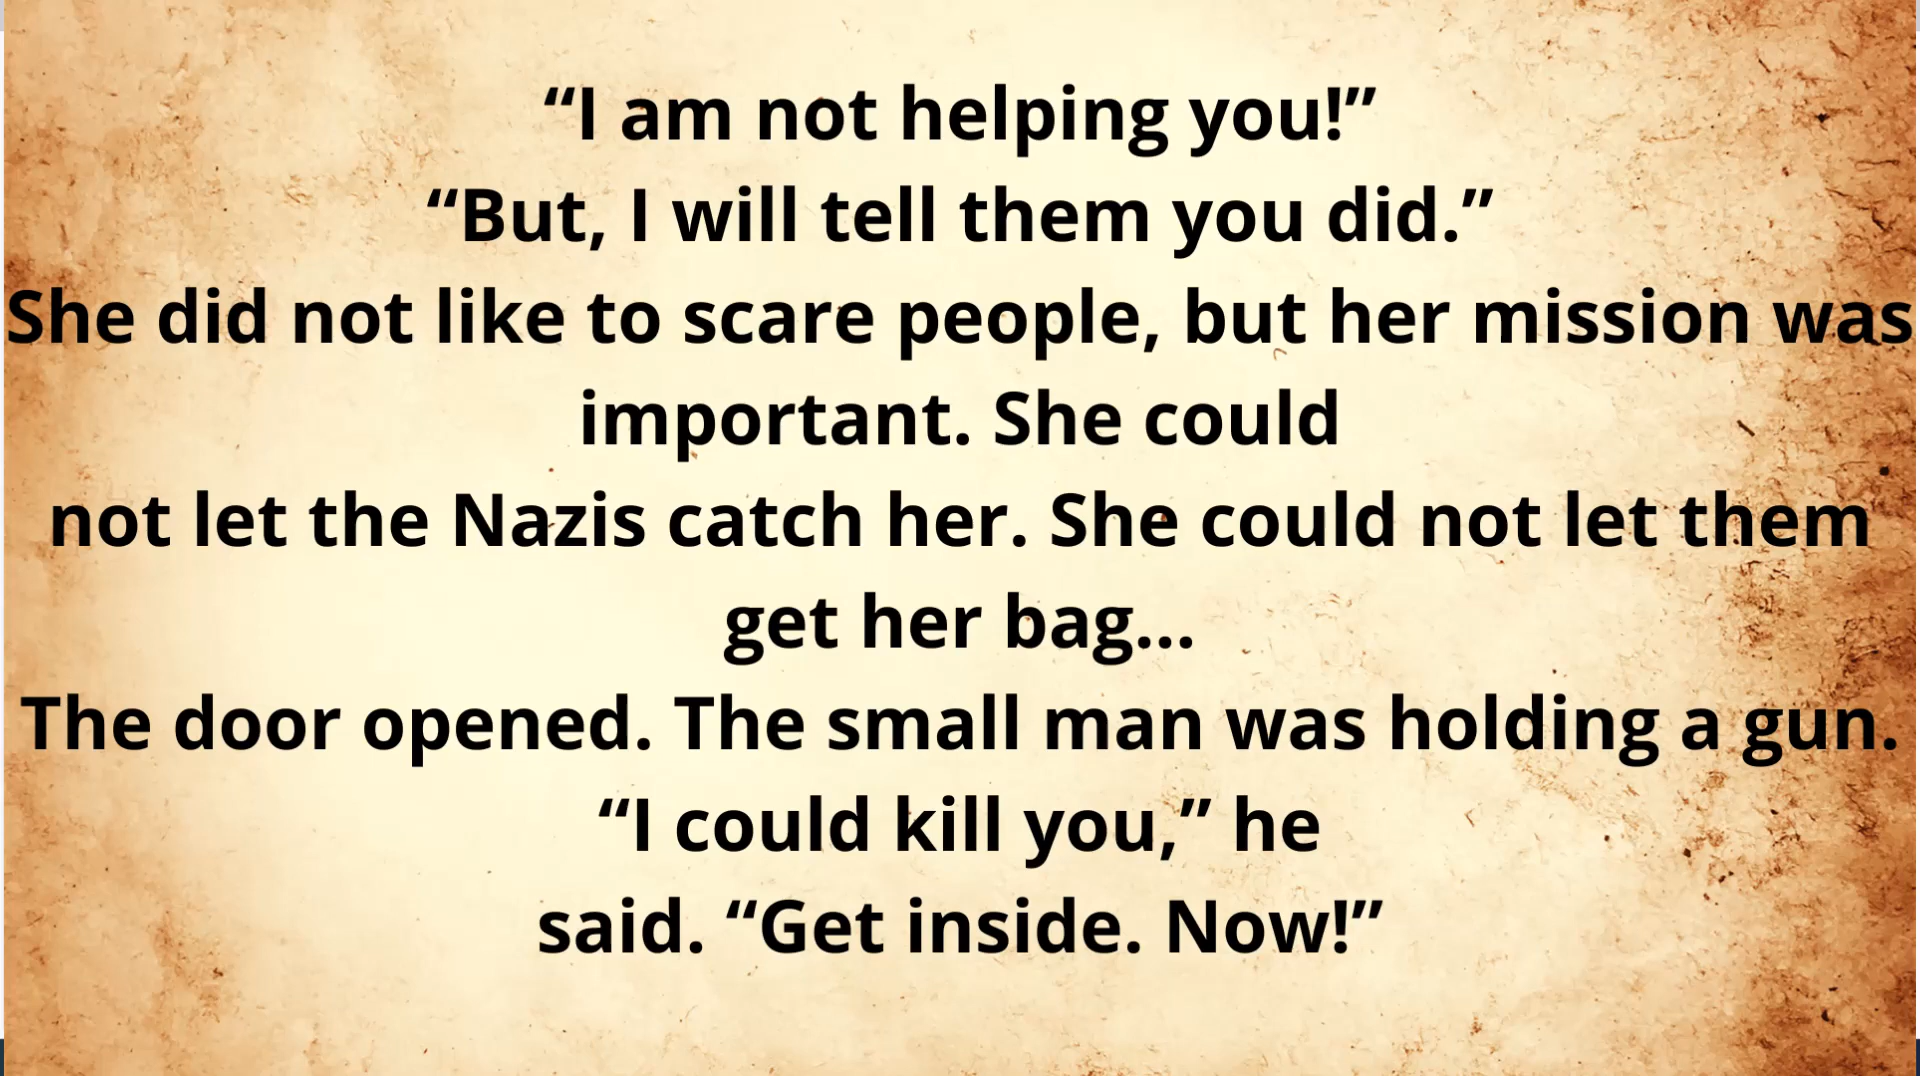 “I am not helping you!”
“But, I will tell them you did.”
She did not like to scare people, but her mission was
important. She could
not let the Nazis catch her. She could not let them
get her bag...
The door opened. The small man was holding a gun.
“I could kill you,” he
said. “Get inside. Now!”